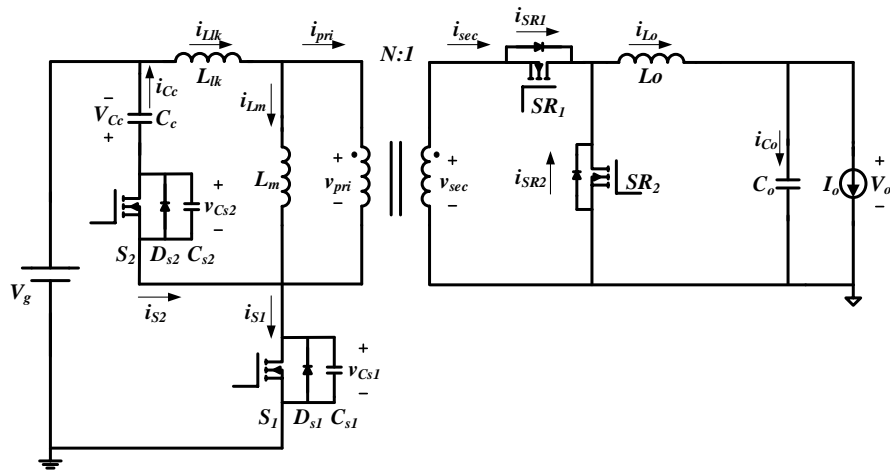 i_Llk
i_pri
N:1
i_sec
i_SR1
i_Lo
L_lk
SR_1
Lo
i_Cc
V_Cc
−
+
C_c
i_Lm
L_m
+
v_pri
−
+
v_sec
−
i_SR2
SR_2
i_Co
C_o
I_o
+
V_o
−
+
v_Cs2
−
S_2
D_s2
C_s2
V_g
i_S2
i_S1
+
v_Cs1
−
S_1
D_s1
C_s1